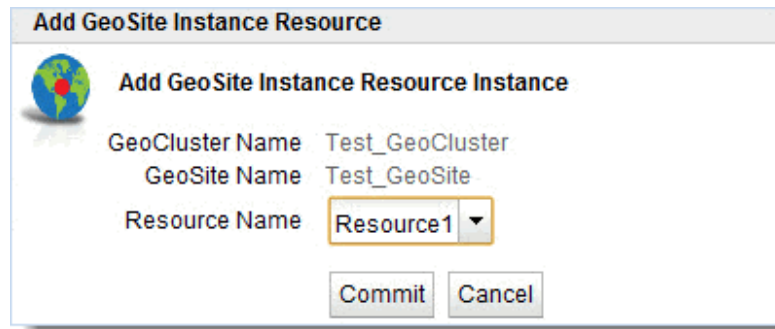 Add GeoSite Instance Resource
Add GeoSite Instance Resource Instance
GeoCluster Name Test_GeoCluster
GeoSite Name Test_GeoSite
Resource Name Resource1
Commit Cancel